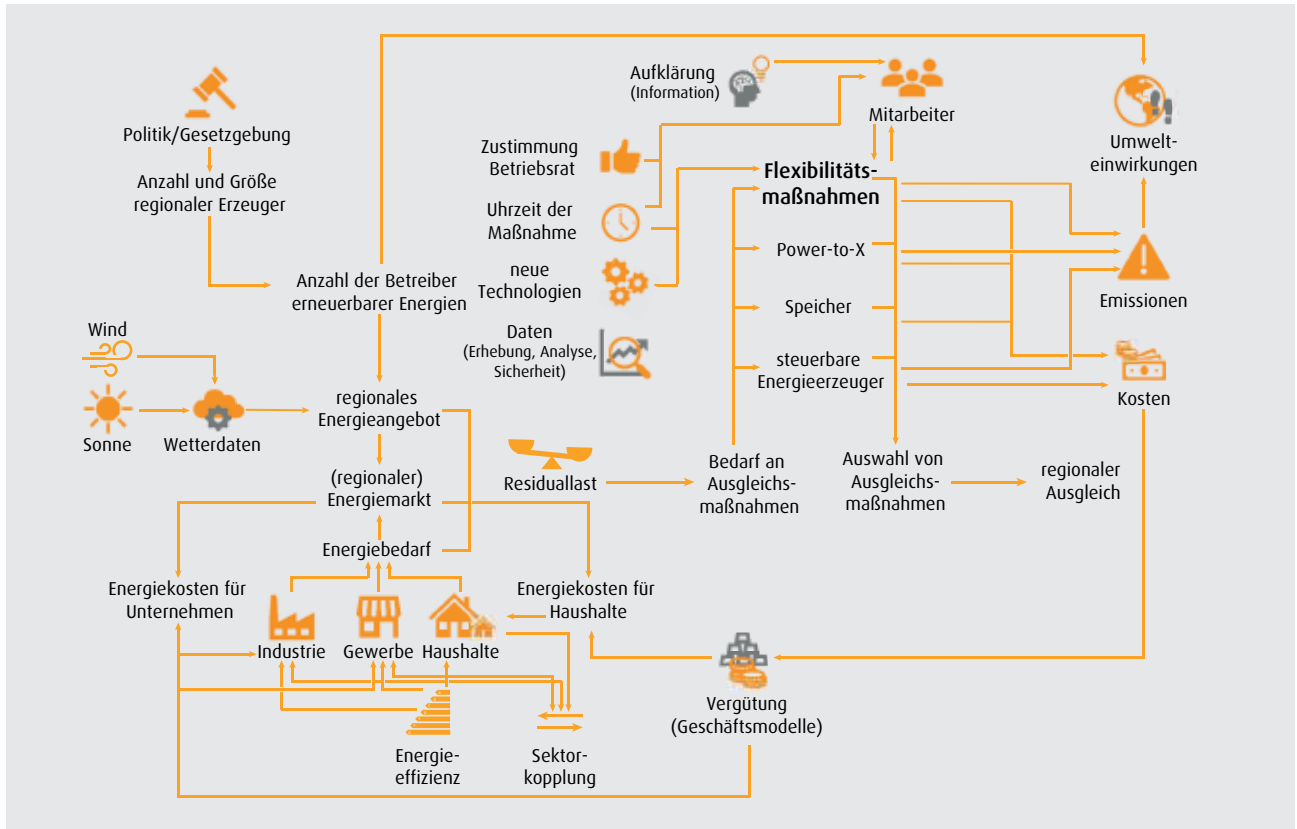 Aufklärung
(Information)
Mitarbeiter
Politik/Gesetzgebung
Umwelt-
einwirkungen
Zustimmung
Betriebsrat
Flexibilitäts-
maßnahmen
Anzahl und Größe
regionaler Erzeuger
Uhrzeit der
Maßnahme
Power-to-X
neue
Technologien
Anzahl der Betreiber
erneuerbarer Energien
Emissionen
Speicher
Wind
Daten
(Erhebung, Analyse,
Sicherheit)
steuerbare
Energieerzeuger
Kosten
regionales
Energieangebot
Sonne
Wetterdaten
(regionaler)
Energiemarkt
Residuallast
Bedarf an
Ausgleichs-
maßnahmen
Auswahl von
Ausgleichs-
maßnahmen
regionaler
Ausgleich
Energiebedarf
Energiekosten für
Unternehmen
Energiekosten für
Haushalte
Industrie
Gewerbe
Haushalte
Vergütung
(Geschäftsmodelle)
Energie-
effizienz
Sektor-
kopplung